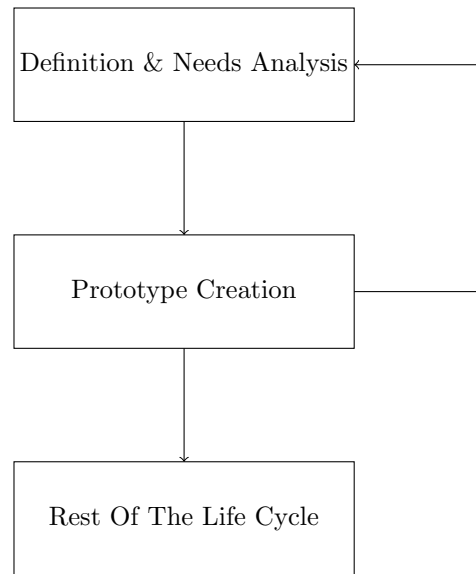 Definition & Needs Analysis
Prototype Creation
Rest Of The Life Cycle